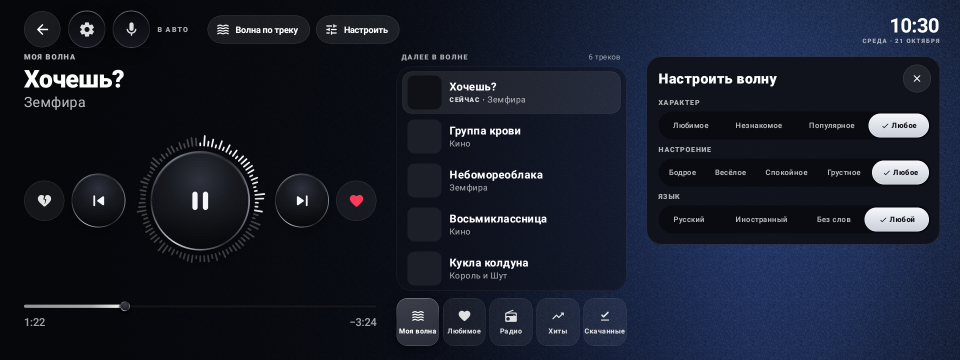 В АВТО
Волна по треку
Настроить
10:30
СРЕДА · 21 ОКТЯБРЯ
МОЯ ВОЛНА
Хочешь?
Земфира
1:22
−3:24
ДАЛЕЕ В ВОЛНЕ
6 треков
Хочешь?
СЕЙЧАС · Земфира
Группа крови
Кино
Небомореоблака
Земфира
Восьмиклассница
Кино
Кукла колдуна
Король и Шут
Моя волна
Любимое
Радио
Хиты
Скачанные
Настроить волну
ХАРАКТЕР
Любимое Незнакомое Популярное Любое
НАСТРОЕНИЕ
Бодрое Весёлое Спокойное Грустное Любое
ЯЗЫК
Русский Иностранный Без слов Любой